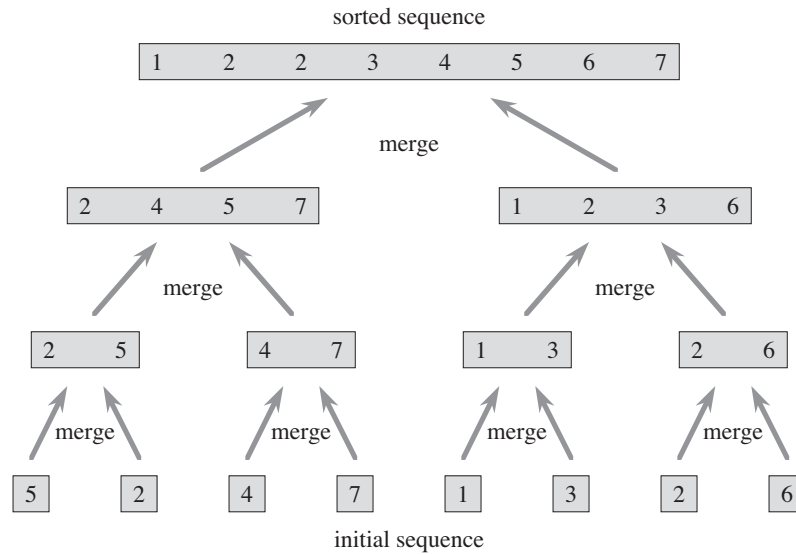 sorted sequence
1 2 2 3 4 5 6 7
merge
2 4 5 7
1 2 3 6
merge
merge
2 5
4 7
1 3
2 6
merge
merge
merge
merge
5
2
4
7
1
3
2
6
initial sequence